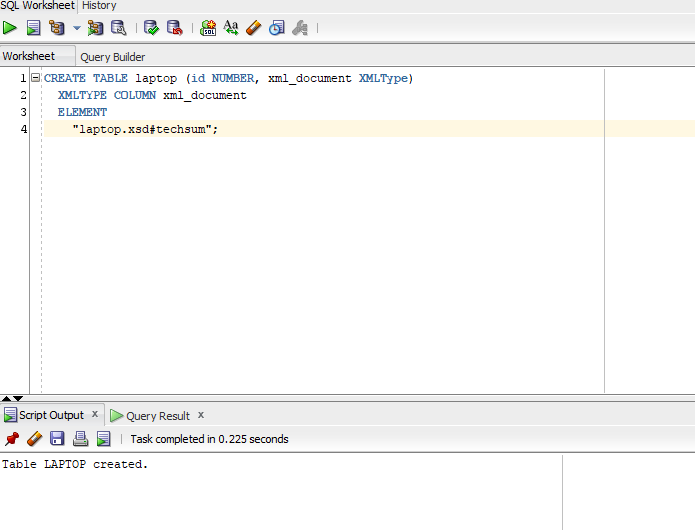 SQL Worksheet History
Worksheet Query Builder
1 CREATE TABLE laptop (id NUMBER, xml_document XMLType)
2 XMLTYPE COLUMN xml_document
3 ELEMENT
4 "laptop.xsd#techsum";
Script Output x Query Result x
Task completed in 0.225 seconds
Table LAPTOP created.